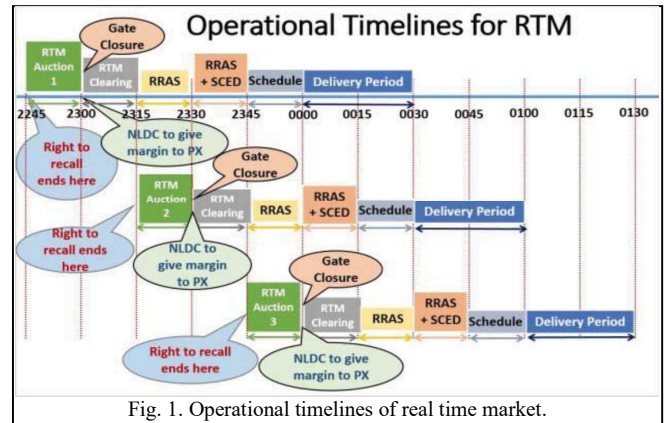 Operational Timelines for RTM
Gate
Closure
RTM
Auction
1
RTM
Clearing
RRAS
RRAS
+ SCED
Schedule
Delivery Period
2245
2300
2315
2330
2345
0000
0015
0030
0045
0100
0115
0130
Right to
recall
ends here
NLDC to give
margin to PX
Gate
Closure
RTM
Auction
2
RTM
Clearing
RRAS
RRAS
+ SCED
Schedule
Delivery Period
Right to
recall ends
here
NLDC to
give margin
to PX
Gate
Closure
RTM
Auction
3
RTM
Clearing
RRAS
RRAS
+ SCED
Schedule
Delivery Period
Right to recall
ends here
NLDC to give
margin to PX
Fig. 1. Operational timelines of real time market.